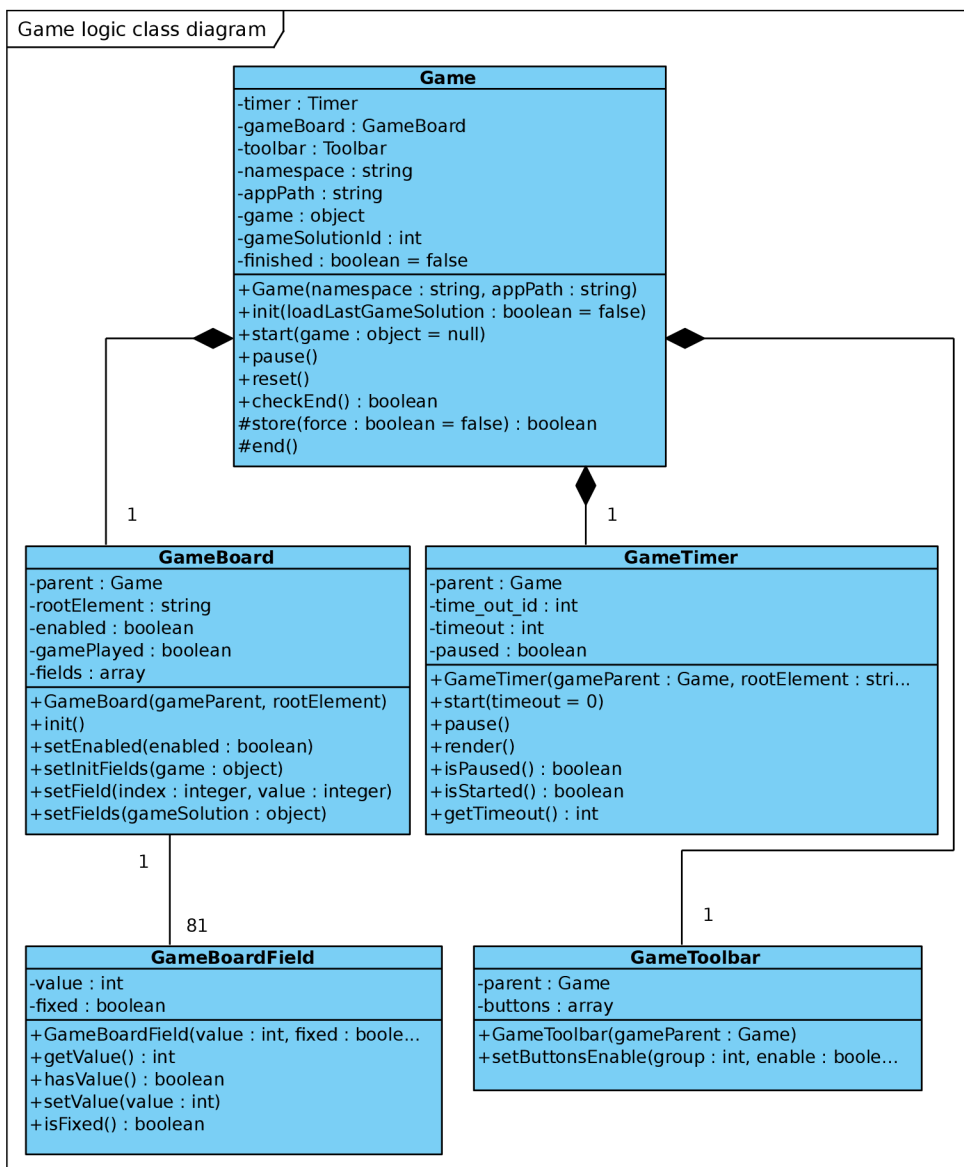 Game logic class diagram
Game
-timer : Timer
-gameBoard : GameBoard
-toolbar : Toolbar
-namespace : string
-appPath : string
-game : object
-gameSolutionId : int
-finished : boolean = false
+Game(namespace : string, appPath : string)
+init(loadLastGameSolution : boolean = false)
+start(game : object = null)
+pause()
+reset()
+checkEnd() : boolean
#store(force : boolean = false) : boolean
#end()
1
1
GameBoard
-parent : Game
-rootElement : string
-enabled : boolean
-gamePlayed : boolean
-fields : array
+GameBoard(gameParent, rootElement)
+init()
+setEnabled(enabled : boolean)
+setInitFields(game : object)
+setField(index : integer, value : integer)
+setFields(gameSolution : object)
GameTimer
-parent : Game
-time_out_id : int
-timeout : int
-paused : boolean
+GameTimer(gameParent : Game, rootElement : stri...
+start(timeout = 0)
+pause()
+render()
+isPaused() : boolean
+isStarted() : boolean
+getTimeout() : int
1
81
1
GameBoardField
-value : int
-fixed : boolean
+GameBoardField(value : int, fixed : boole...
+getValue() : int
+hasValue() : boolean
+setValue(value : int)
+isFixed() : boolean
GameToolbar
-parent : Game
-buttons : array
+GameToolbar(gameParent : Game)
+setButtonsEnable(group : int, enable : boole...